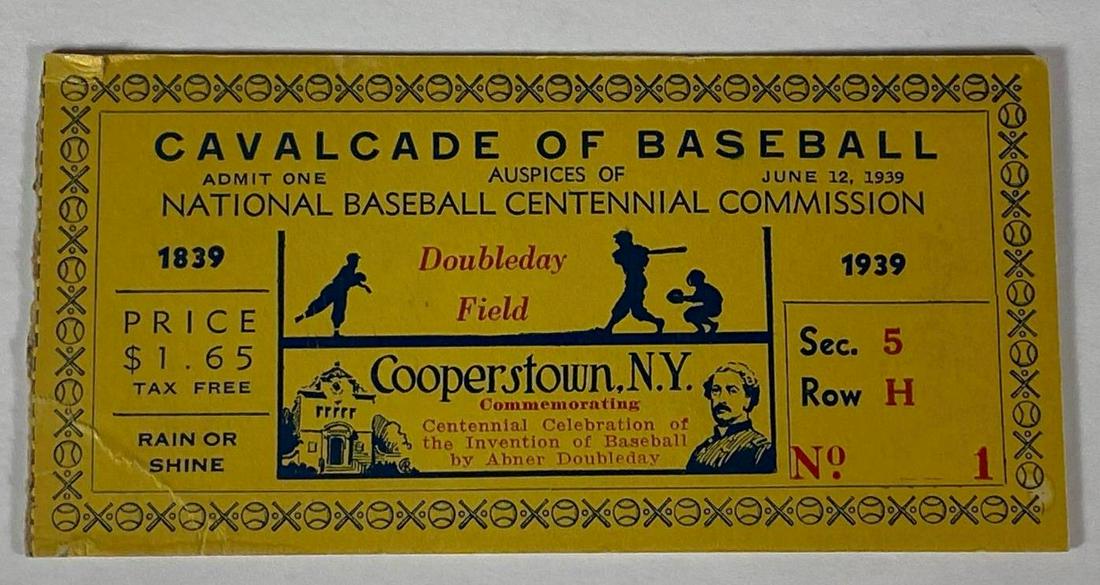 CAVALCADE OF BASEBALL
ADMIT ONE AUSPICES OF JUNE 12, 1939
NATIONAL BASEBALL CENTENNIAL COMMISSION
1839
PRICE
$1.65
TAX FREE
RAIN OR
SHINE
Doubleday
Field
Cooperstown, N.Y.
Commemorating
Centennial Celebration of
the Invention of Baseball
by Abner Doubleday
1939
Sec. 5
Row H
No. 1